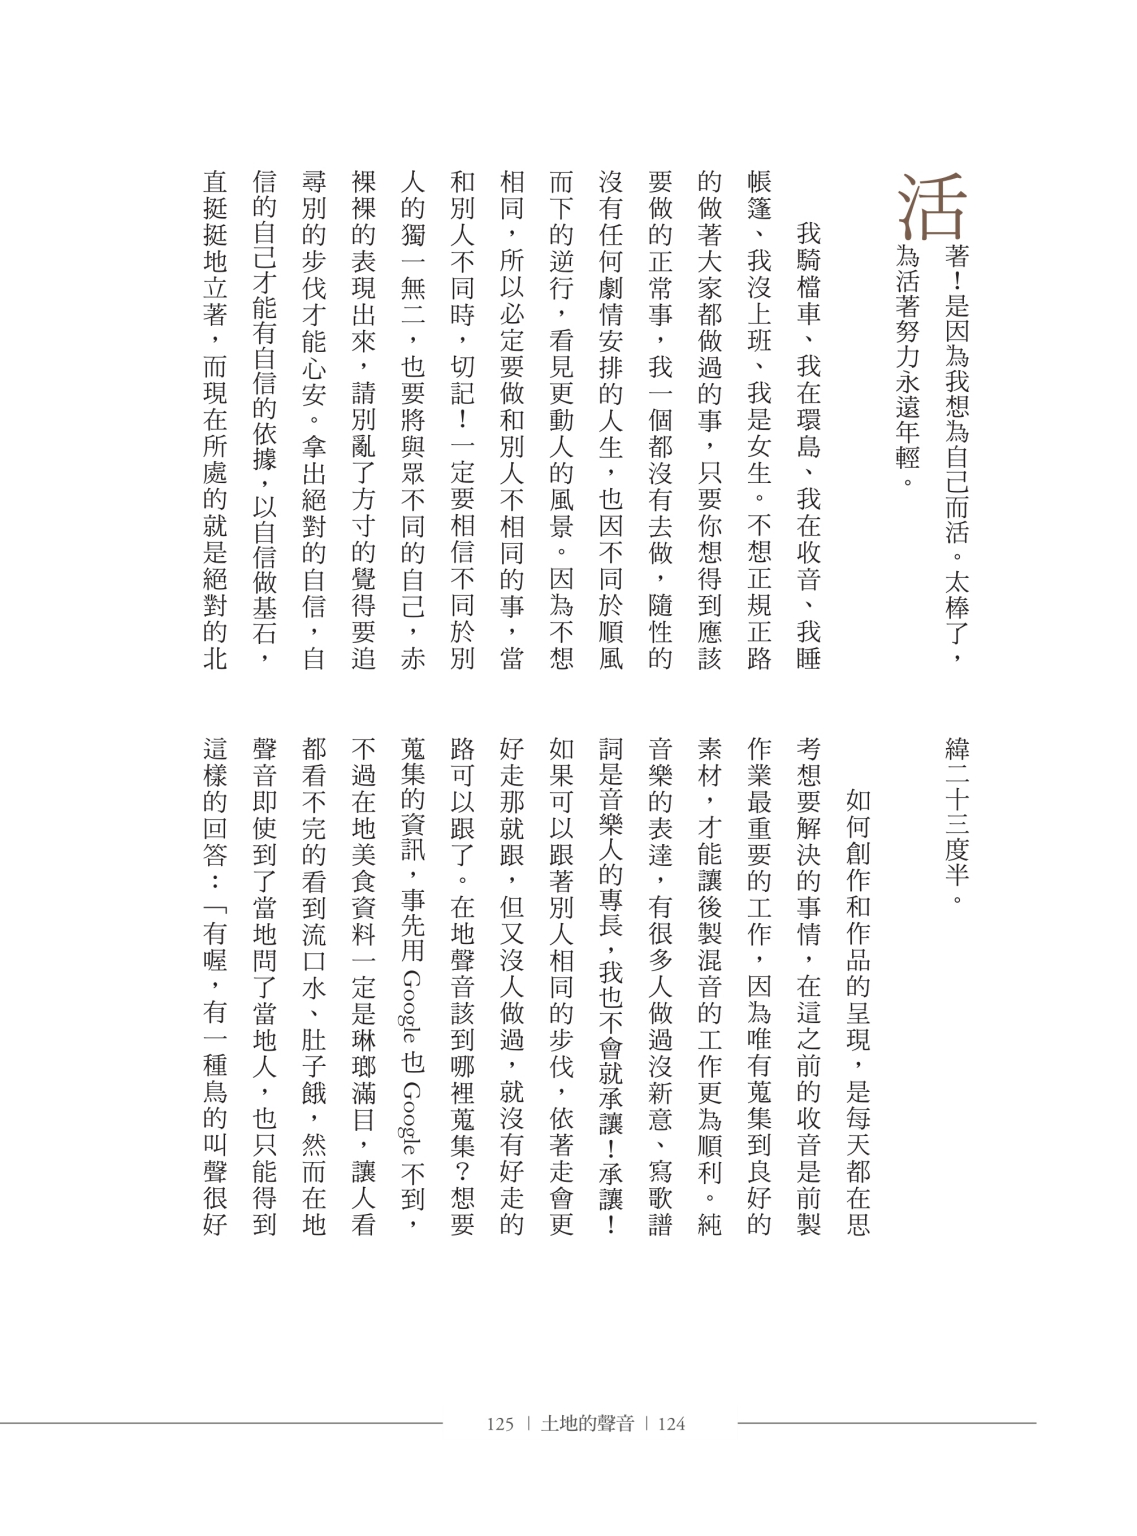 活
著！是因為我想為自己而活。太棒了，
為活著努力永遠年輕。
我騎檔車、我在環島、我在收音、我睡
帳篷、我沒上班、我是女生。不想正規正路
的做著大家都做過的事，只要你想得到應該
要做的正常事，我一個都沒有去做，隨性的
沒有任何劇情安排的人生，也因不同於順風
而下的逆行，看見更動人的風景。因為不想
相同，所以必定要做和別人不相同的事，當
和別人不同時，切記！一定要相信不同於別
人的獨一無二，也要將與眾不同的自己，赤
裸裸的表現出來，請別亂了方寸的覺得要追
尋別的步伐才能心安。拿出絕對的自信，自
信的自己才能有自信的依據，以自信做基石，
直挺挺地立著，而現在所處的就是絕對的北
緯二十三度半。
如何創作和作品的呈現，是每天都在思
考想要解決的事情，在這之前的收音是前製
作業最重要的工作，因為唯有蒐集到良好的
素材，才能讓後製混音的工作更為順利。純
音樂的表達，有很多人做過沒新意、寫歌譜
詞是音樂人的專長，我也不會就承讓！承讓！
如果可以跟著別人相同的步伐，依著走會更
好走那就跟，但又沒人做過，就沒有好走的
路可以跟了。在地聲音該到哪裡蒐集？想要
蒐集的資訊，事先用 Google 也 Google 不到，
不過在地美食資料一定是琳瑯滿目，讓人看
都看不完的看到流口水、肚子餓，然而在地
聲音即使到了當地問了當地人，也只能得到
這樣的回答：「有喔，有一種鳥的叫聲很好
125 | 土地的聲音 | 124